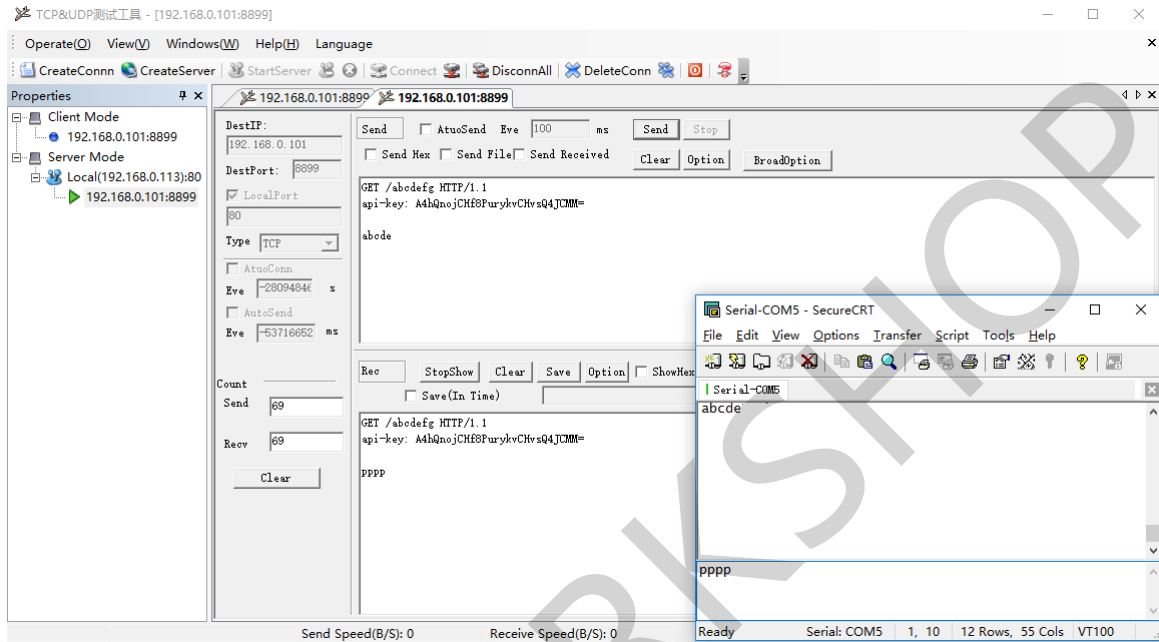 TCP&UDP测试工具 - [192.168.0.101:8899]
Operate(O) View(V) Windows(W) Help(H) Language
CreateConnn CreateServer StartServer Connect DisconnAll DeleteConn
Properties
Client Mode
192.168.0.101:8899
Server Mode
Local(192.168.0.113):80
192.168.0.101:8899
192.168.0.101:8899 192.168.0.101:8899
DestIP:
192.168.0.101
DestPort: 8899
LocalPort
80
Type TCP
AtuoConn
Eve -28094846 s
AutoSend
Eve -53716652 ms
Count
Send 69
Recv 69
Clear
Send AtuoSend Eve 100 ms Send Stop
Send Hex Send File Send Received Clear Option BroadOption
GET /abcdefg HTTP/1.1
api-key: A4hQnojCHf8PurykvCHvsQ4JCMM=
abcde
Rec StopShow Clear Save Option ShowHex
Save(In Time)
GET /abcdefg HTTP/1.1
api-key: A4hQnojCHf8PurykvCHvsQ4JCMM=
pppp
Send Speed(B/S): 0 Receive Speed(B/S): 0
Serial-COM5 - SecureCRT
File Edit View Options Transfer Script Tools Help
Serial-COM5
abcde
pppp
Ready Serial: COM5 1, 10 12 Rows, 55 Cols VT100
RKSHOP